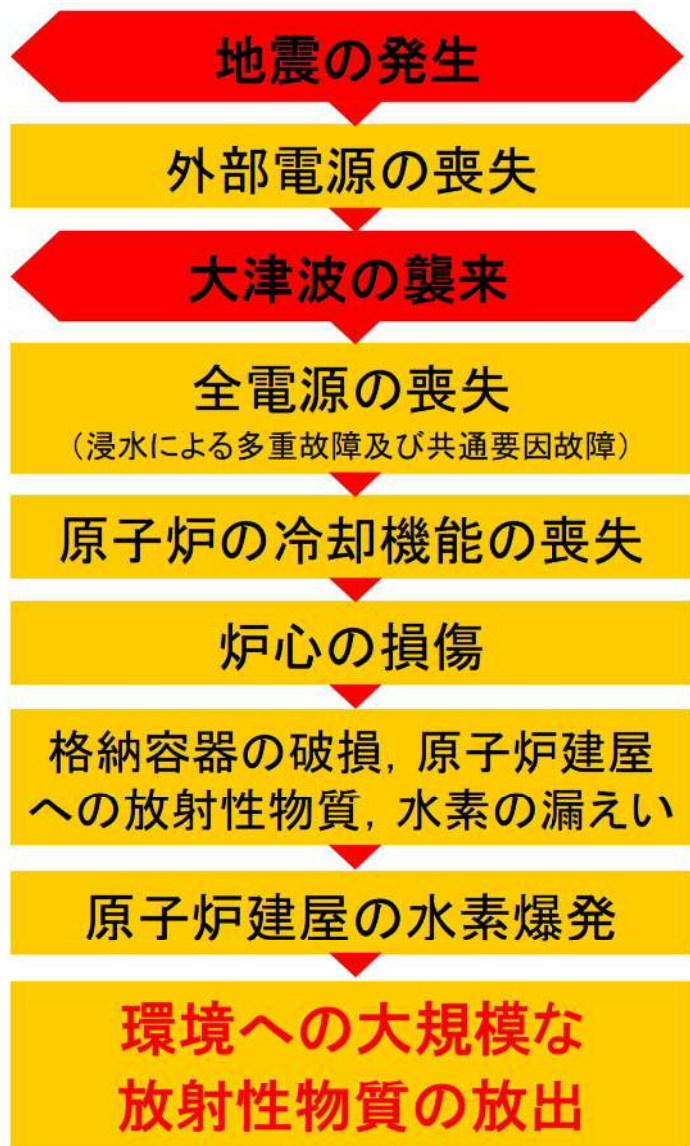 地震の発生
外部電源の喪失
大津波の襲来
全電源の喪失
（浸水による多重故障及び共通要因故障）
原子炉の冷却機能の喪失
炉心の損傷
格納容器の破損，原子炉建屋
への放射性物質，水素の漏えい
原子炉建屋の水素爆発
環境への大規模な
放射性物質の放出